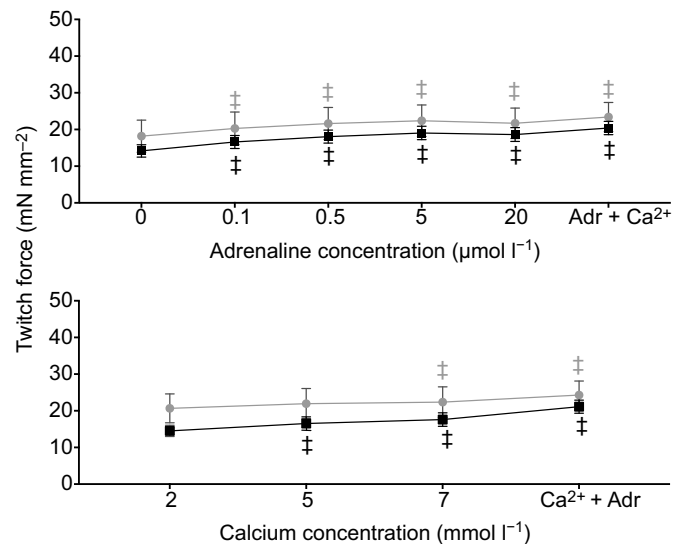 50
40
30
20
10
0
‡ ‡ ‡ ‡ ‡
‡ ‡ ‡ ‡ ‡
0 0.1 0.5 5 20 Adr + Ca²⁺
Adrenaline concentration (µmol l⁻¹)
Twitch force (mN mm⁻²)
50
40
30
20
10
0
‡ ‡
‡ ‡ ‡
2 5 7 Ca²⁺ + Adr
Calcium concentration (mmol l⁻¹)